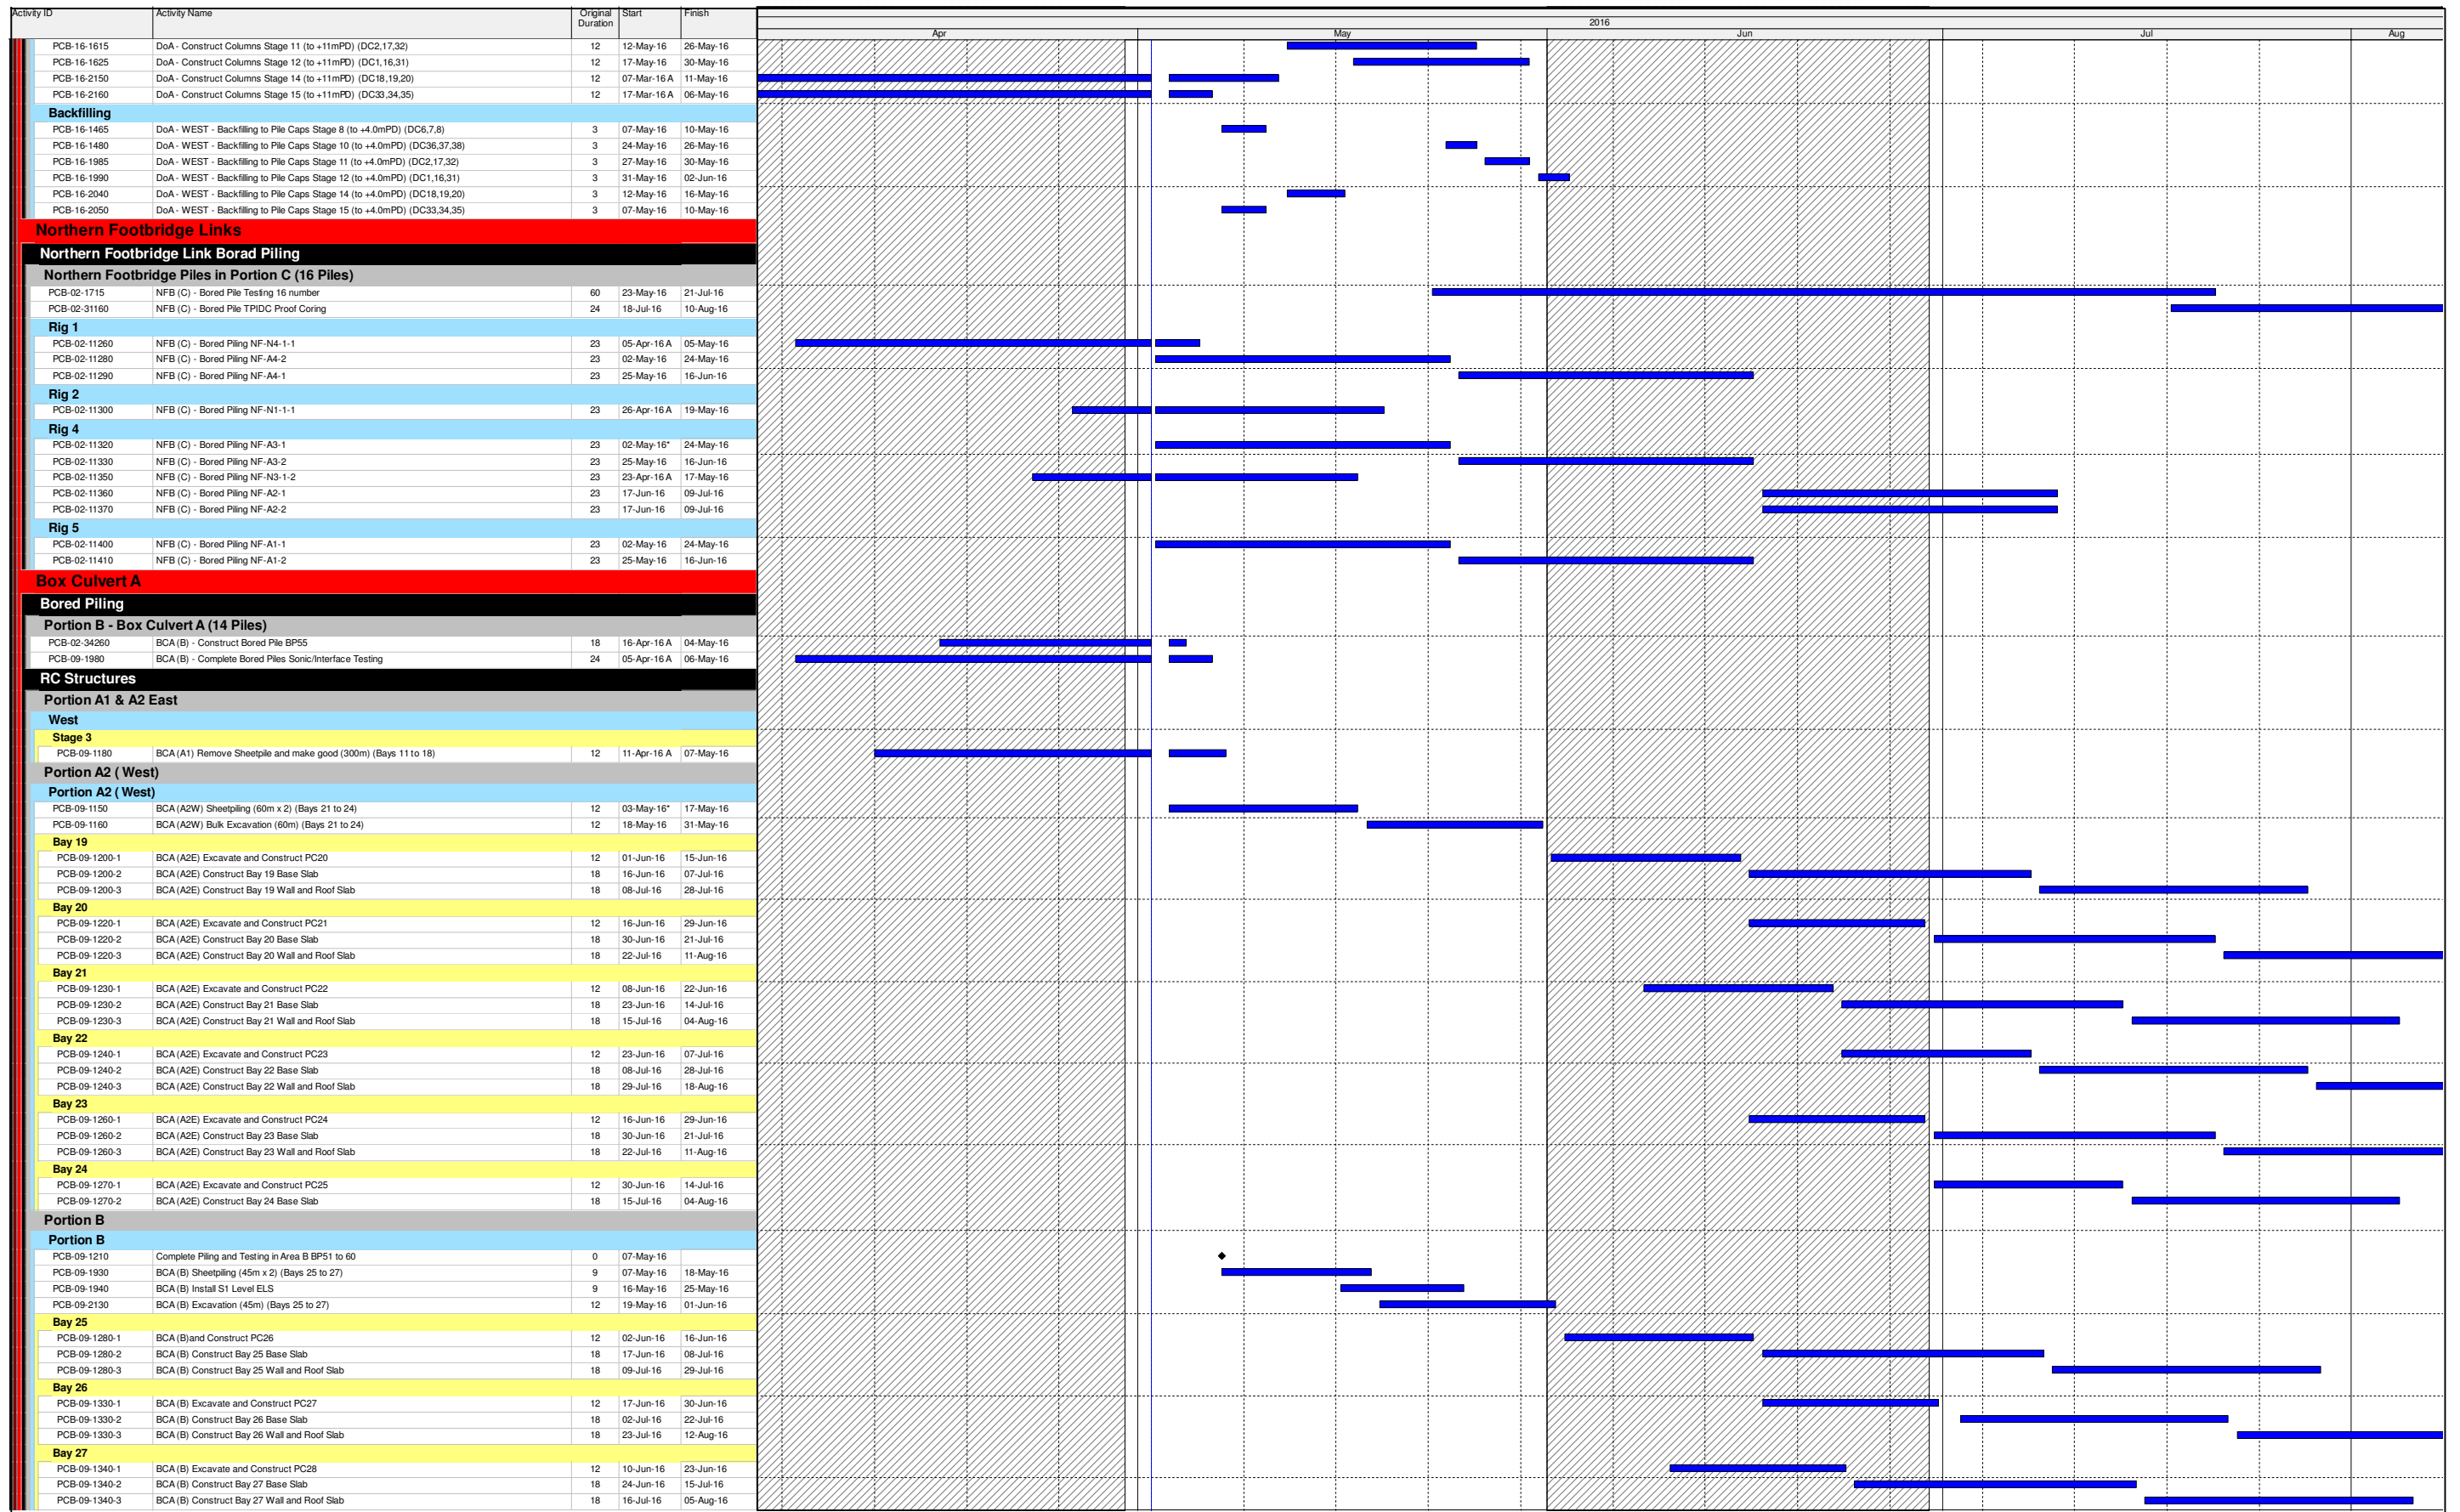 Activity ID Activity Name Original Duration Start Finish 2016
Apr May Jun Jul Aug
PCB-16-1615 DoA - Construct Columns Stage 11 (to +11mPD) (DC2,17,32) 12 12-May-16 26-May-16
PCB-16-1625 DoA - Construct Columns Stage 12 (to +11mPD) (DC1,16,31) 12 17-May-16 30-May-16
PCB-16-2150 DoA - Construct Columns Stage 14 (to +11mPD) (DC18,19,20) 12 07-Mar-16 A 11-May-16
PCB-16-2160 DoA - Construct Columns Stage 15 (to +11mPD) (DC33,34,35) 12 17-Mar-16 A 06-May-16
Backfilling
PCB-16-1465 DoA - WEST - Backfilling to Pile Caps Stage 8 (to +4.0mPD) (DC6,7,8) 3 07-May-16 10-May-16
PCB-16-1480 DoA - WEST - Backfilling to Pile Caps Stage 10 (to +4.0mPD) (DC36,37,38) 3 24-May-16 26-May-16
PCB-16-1985 DoA - WEST - Backfilling to Pile Caps Stage 11 (to +4.0mPD) (DC2,17,32) 3 27-May-16 30-May-16
PCB-16-1990 DoA - WEST - Backfilling to Pile Caps Stage 12 (to +4.0mPD) (DC1,16,31) 3 31-May-16 02-Jun-16
PCB-16-2040 DoA - WEST - Backfilling to Pile Caps Stage 14 (to +4.0mPD) (DC18,19,20) 3 12-May-16 16-May-16
PCB-16-2050 DoA - WEST - Backfilling to Pile Caps Stage 15 (to +4.0mPD) (DC33,34,35) 3 07-May-16 10-May-16
Northern Footbridge Links
Northern Footbridge Link Borad Piling
Northern Footbridge Piles in Portion C (16 Piles)
PCB-02-1715 NFB (C) - Bored Pile Testing 16 number 60 23-May-16 21-Jul-16
PCB-02-31160 NFB (C) - Bored Pile TPIDC Proof Coring 24 18-Jul-16 10-Aug-16
Rig 1
PCB-02-11260 NFB (C) - Bored Piling NF-N4-1-1 23 05-Apr-16 A 05-May-16
PCB-02-11280 NFB (C) - Bored Piling NF-A4-2 23 02-May-16 24-May-16
PCB-02-11290 NFB (C) - Bored Piling NF-A4-1 23 25-May-16 16-Jun-16
Rig 2
PCB-02-11300 NFB (C) - Bored Piling NF-N1-1-1 23 26-Apr-16 A 19-May-16
Rig 4
PCB-02-11320 NFB (C) - Bored Piling NF-A3-1 23 02-May-16* 24-May-16
PCB-02-11330 NFB (C) - Bored Piling NF-A3-2 23 25-May-16 16-Jun-16
PCB-02-11350 NFB (C) - Bored Piling NF-N3-1-2 23 23-Apr-16 A 17-May-16
PCB-02-11360 NFB (C) - Bored Piling NF-A2-1 23 17-Jun-16 09-Jul-16
PCB-02-11370 NFB (C) - Bored Piling NF-A2-2 23 17-Jun-16 09-Jul-16
Rig 5
PCB-02-11400 NFB (C) - Bored Piling NF-A1-1 23 02-May-16 24-May-16
PCB-02-11410 NFB (C) - Bored Piling NF-A1-2 23 25-May-16 16-Jun-16
Box Culvert A
Bored Piling
Portion B - Box Culvert A (14 Piles)
PCB-02-34260 BCA (B) - Construct Bored Pile BP55 18 16-Apr-16 A 04-May-16
PCB-09-1980 BCA (B) - Complete Bored Piles Sonic/Interface Testing 24 05-Apr-16 A 06-May-16
RC Structures
Portion A1 & A2 East
West
Stage 3
PCB-09-1180 BCA (A1) Remove Sheetpile and make good (300m) (Bays 11 to 18) 12 11-Apr-16 A 07-May-16
Portion A2 ( West)
Portion A2 ( West)
PCB-09-1150 BCA (A2W) Sheetpiling (60m x 2) (Bays 21 to 24) 12 03-May-16* 17-May-16
PCB-09-1160 BCA (A2W) Bulk Excavation (60m) (Bays 21 to 24) 12 18-May-16 31-May-16
Bay 19
PCB-09-1200-1 BCA (A2E) Excavate and Construct PC20 12 01-Jun-16 15-Jun-16
PCB-09-1200-2 BCA (A2E) Construct Bay 19 Base Slab 18 16-Jun-16 07-Jul-16
PCB-09-1200-3 BCA (A2E) Construct Bay 19 Wall and Roof Slab 18 08-Jul-16 28-Jul-16
Bay 20
PCB-09-1220-1 BCA (A2E) Excavate and Construct PC21 12 16-Jun-16 29-Jun-16
PCB-09-1220-2 BCA (A2E) Construct Bay 20 Base Slab 18 30-Jun-16 21-Jul-16
PCB-09-1220-3 BCA (A2E) Construct Bay 20 Wall and Roof Slab 18 22-Jul-16 11-Aug-16
Bay 21
PCB-09-1230-1 BCA (A2E) Excavate and Construct PC22 12 08-Jun-16 22-Jun-16
PCB-09-1230-2 BCA (A2E) Construct Bay 21 Base Slab 18 23-Jun-16 14-Jul-16
PCB-09-1230-3 BCA (A2E) Construct Bay 21 Wall and Roof Slab 18 15-Jul-16 04-Aug-16
Bay 22
PCB-09-1240-1 BCA (A2E) Excavate and Construct PC23 12 23-Jun-16 07-Jul-16
PCB-09-1240-2 BCA (A2E) Construct Bay 22 Base Slab 18 08-Jul-16 28-Jul-16
PCB-09-1240-3 BCA (A2E) Construct Bay 22 Wall and Roof Slab 18 29-Jul-16 18-Aug-16
Bay 23
PCB-09-1260-1 BCA (A2E) Excavate and Construct PC24 12 16-Jun-16 29-Jun-16
PCB-09-1260-2 BCA (A2E) Construct Bay 23 Base Slab 18 30-Jun-16 21-Jul-16
PCB-09-1260-3 BCA (A2E) Construct Bay 23 Wall and Roof Slab 18 22-Jul-16 11-Aug-16
Bay 24
PCB-09-1270-1 BCA (A2E) Excavate and Construct PC25 12 30-Jun-16 14-Jul-16
PCB-09-1270-2 BCA (A2E) Construct Bay 24 Base Slab 18 15-Jul-16 04-Aug-16
Portion B
Portion B
PCB-09-1210 Complete Piling and Testing in Area B BP51 to 60 0 07-May-16
PCB-09-1930 BCA (B) Sheetpiling (45m x 2) (Bays 25 to 27) 9 07-May-16 18-May-16
PCB-09-1940 BCA (B) Install S1 Level ELS 9 16-May-16 25-May-16
PCB-09-2130 BCA (B) Excavation (45m) (Bays 25 to 27) 12 19-May-16 01-Jun-16
Bay 25
PCB-09-1280-1 BCA (B)and Construct PC26 12 02-Jun-16 16-Jun-16
PCB-09-1280-2 BCA (B) Construct Bay 25 Base Slab 18 17-Jun-16 08-Jul-16
PCB-09-1280-3 BCA (B) Construct Bay 25 Wall and Roof Slab 18 09-Jul-16 29-Jul-16
Bay 26
PCB-09-1330-1 BCA (B) Excavate and Construct PC27 12 17-Jun-16 30-Jun-16
PCB-09-1330-2 BCA (B) Construct Bay 26 Base Slab 18 02-Jul-16 22-Jul-16
PCB-09-1330-3 BCA (B) Construct Bay 26 Wall and Roof Slab 18 23-Jul-16 12-Aug-16
Bay 27
PCB-09-1340-1 BCA (B) Excavate and Construct PC28 12 10-Jun-16 23-Jun-16
PCB-09-1340-2 BCA (B) Construct Bay 27 Base Slab 18 24-Jun-16 15-Jul-16
PCB-09-1340-3 BCA (B) Construct Bay 27 Wall and Roof Slab 18 16-Jul-16 05-Aug-16